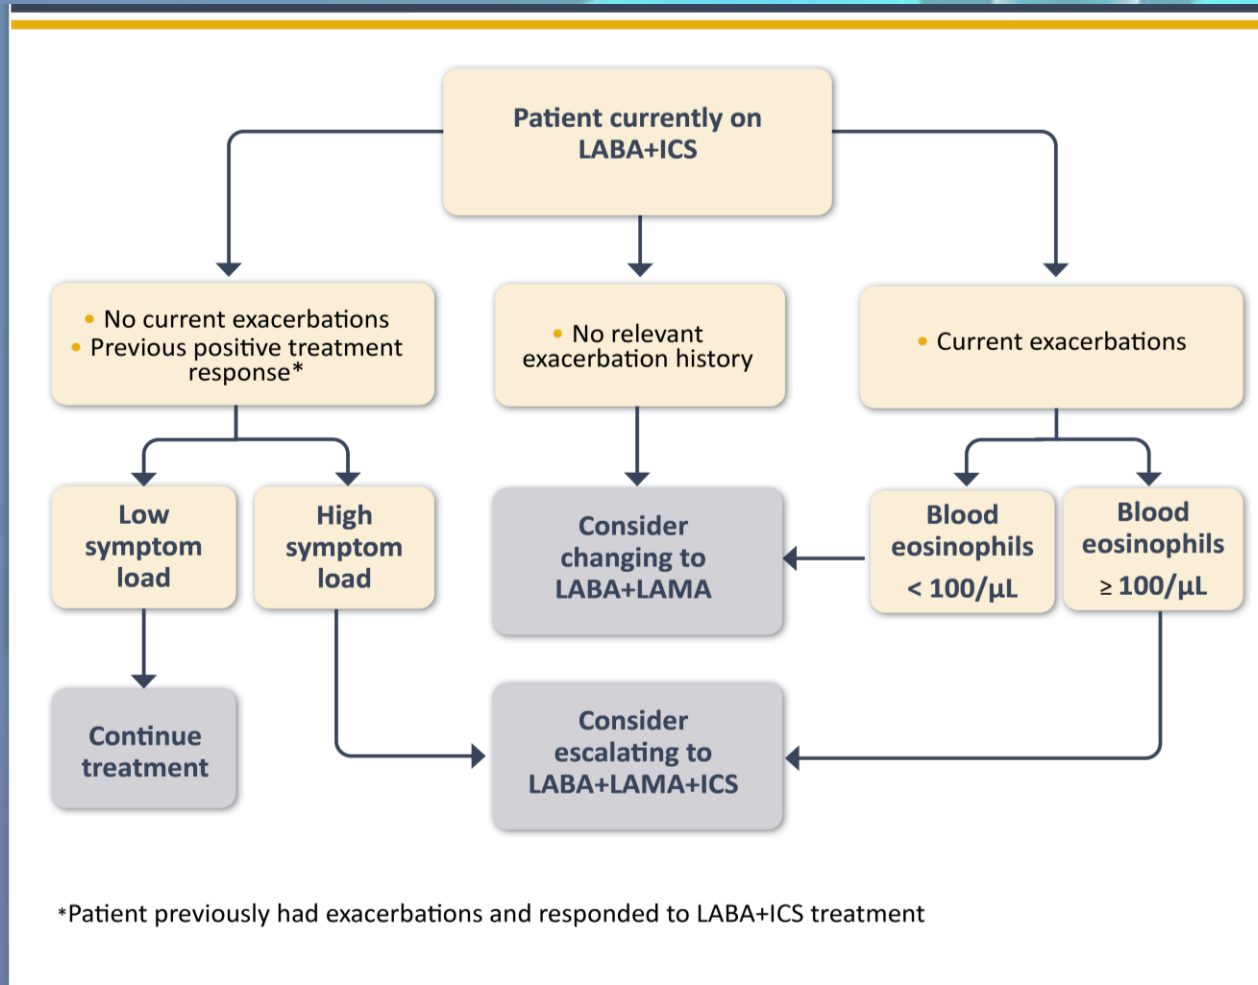 Patient currently on
LABA+ICS
• No current exacerbations
• Previous positive treatment
response*
• No relevant
exacerbation history
• Current exacerbations
Low
symptom
load
High
symptom
load
Consider
changing to
LABA+LAMA
Blood
eosinophils
< 100/µL
Blood
eosinophils
≥ 100/µL
Continue
treatment
Consider
escalating to
LABA+LAMA+ICS
*Patient previously had exacerbations and responded to LABA+ICS treatment